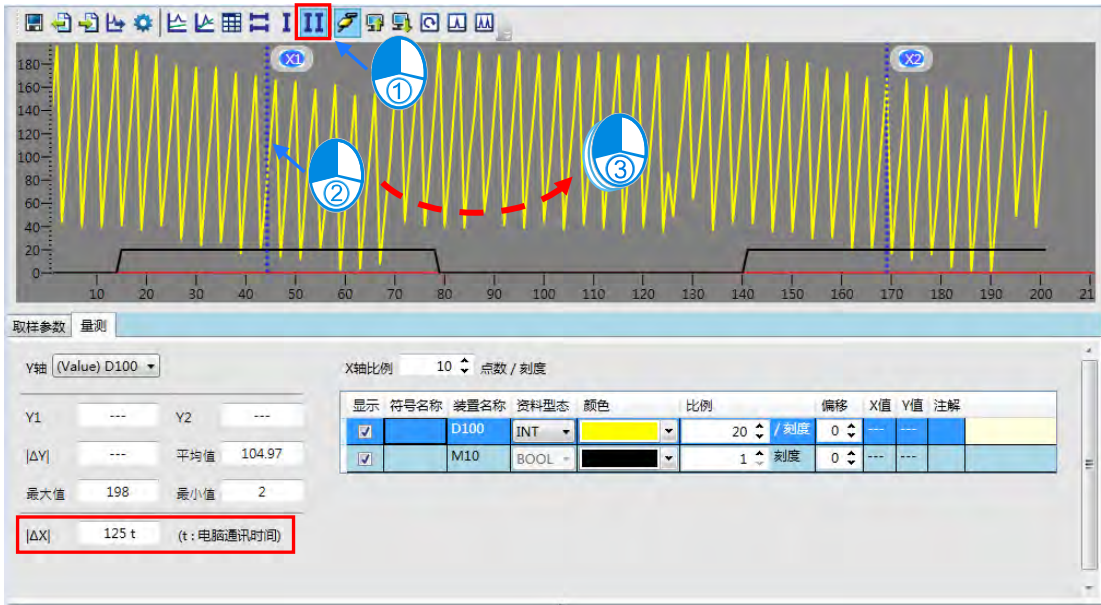 X1
X2
①
②
③
180
160
140
120
100
80
60
40
20
0
10 20 30 40 50 60 70 80 90 100 110 120 130 140 150 160 170 180 190 200 21
取样参数 量测
Y轴 (Value) D100 X轴比例 10 点数 / 刻度
显示 符号名称 装置名称 资料型态 颜色 比例 偏移 X值 Y值 注解
Y1 --- Y2 ---
D100 INT 20 / 刻度 0 --- ---
M10 BOOL 1 刻度 0 --- ---
|ΔY| --- 平均值 104.97
最大值 198 最小值 2
|ΔX| 125 t (t : 电脑通讯时间)